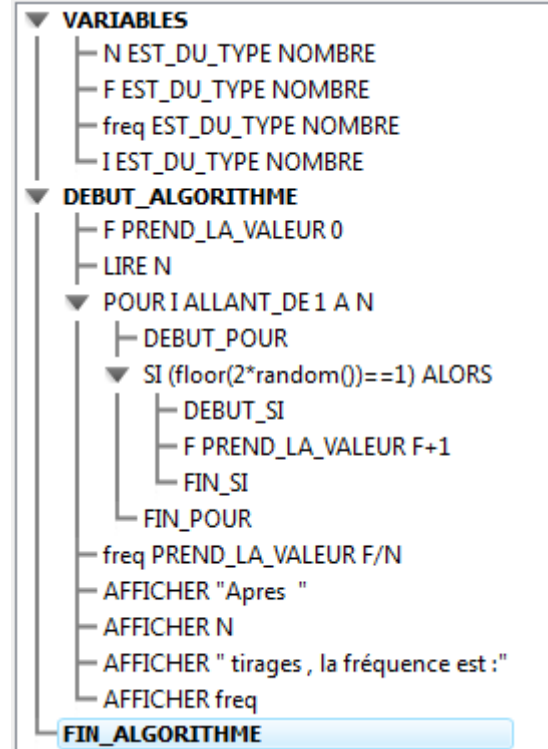 VARIABLES
N EST_DU_TYPE NOMBRE
F EST_DU_TYPE NOMBRE
freq EST_DU_TYPE NOMBRE
I EST_DU_TYPE NOMBRE
DEBUT_ALGORITHME
F PREND_LA_VALEUR 0
LIRE N
POUR I ALLANT_DE 1 A N
DEBUT_POUR
SI (floor(2*random())==1) ALORS
DEBUT_SI
F PREND_LA_VALEUR F+1
FIN_SI
FIN_POUR
freq PREND_LA_VALEUR F/N
AFFICHER "Apres  "
AFFICHER N
AFFICHER " tirages , la fréquence est :"
AFFICHER freq
FIN_ALGORITHME